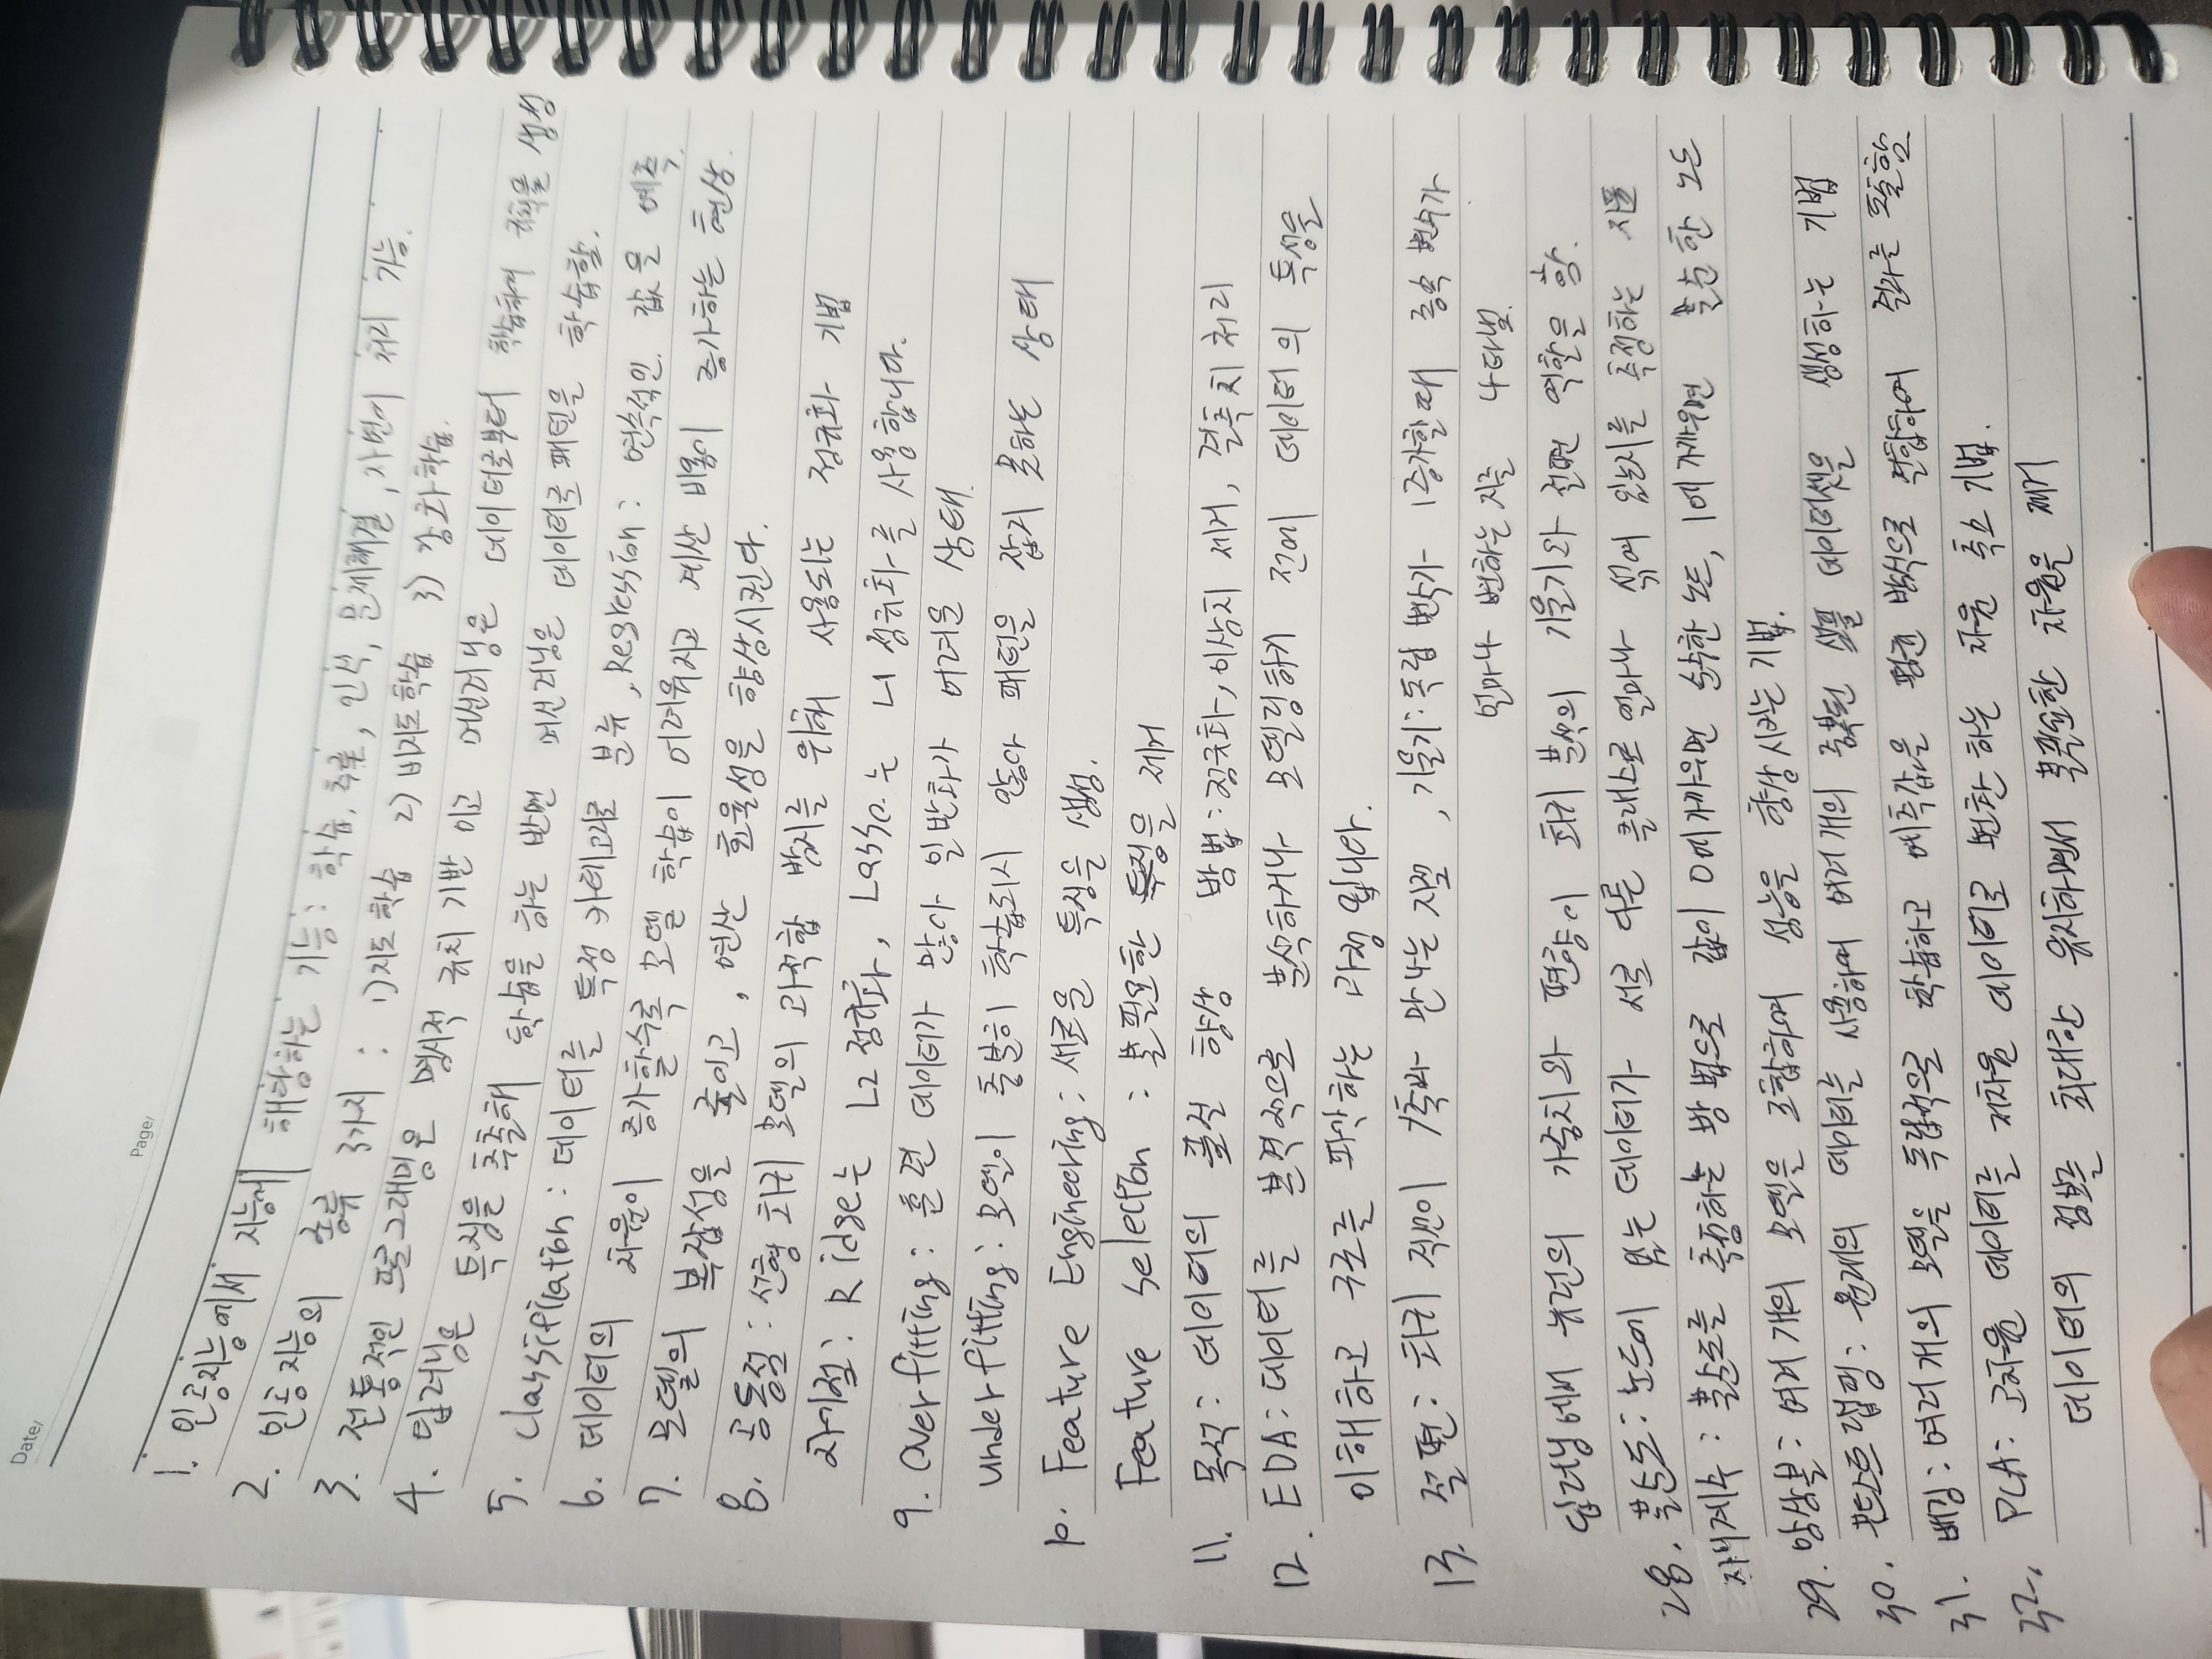 Date/
Page/
1. 인공지능에서 지능에 해당하는 기능 : 학습, 추론, 인식, 문제해결, 자연어 처리 가능.
2. 인공지능의 종류 3가지 : 1) 지도 학습 2) 비지도 학습 3) 강화 학습.
3. 전통적인 프로그래밍은 명시적 규칙 기반 이고 머신러닝은 데이터로부터 학습하여 규칙을 생성
4. 딥러닝은 특징을 추출해 학습을 하는 반면 머신러닝은 데이터로 패턴을 학습함.
5. Classification : 데이터를 특정 카테고리로 분류, Regression : 연속적인 값을 예측.
6. 데이터의 차원이 증가할수록 모델 학습이 어려워지고 계산 비용이 증가하는 현상.
7. 모델의 복잡성을 줄이고, 연산 효율성을 향상시킨다.
8. 공통점 : 선형 회귀 모델의 과적합 방지를 위해 사용되는 정규화 기법
차이점 : Ridge는 L2 정규화, Lasso는 L1 정규화를 사용합니다.
9. Overfitting : 훈련 데이터가 많아 일반화가 어려운 상태.
underfitting : 모델이 충분히 학습되지 않아 패턴을 잡지 못하는 상태
10. Feature Engineering : 새로운 특징을 생성.
Feature selection : 불필요한 특징을 제거
11. 목적 : 데이터의 품질 향상 방법 : 정규화, 이상치 제거, 결측치 처리
12. EDA : 데이터를 본격적으로 분석하거나 모델링하기 전에 데이터의 특성을
이해하고 구조를 파악하는 과정 입니다.
13. 절편 : 회귀 직선이 Y축과 만나는 지점, 기울기 : 독립 변수가 1증가할때 종속 변수가
얼마나 변하는지를 나타냄.
딥러닝에서 뉴런의 가중치와 편향이 회귀 분석의 기울기와 절편 역할을 함.
28. 불순도 : 노드에 있는 데이터가 서로 다른 클래스로 얼마나 섞여 있는지를 측정하는 지표
지니계수 : 불순도를 측정하는 방법으로 값이 0에 가까우면 순수한 노드, 1에 가까우면 불순한 노드
29. 앙상블 : 여러 개의 모델을 조합하여 성능을 향상시키는 기법.
30. 부트스트랩핑 : 원래의 데이터를 사용하여 여러 개의 중복된 샘플 데이터셋을 생성하는 기법
31. 배깅 : 여러 개의 모델을 독립적으로 학습하고 예측값을 평균 방식으로 결합하여 결과를 도출함.
32. PCA : 고차원 데이터를 저차원 데이터로 변환하는 차원 축소 기법.
데이터의 정보를 최대한 유지하면서 불필요한 차원을 제거